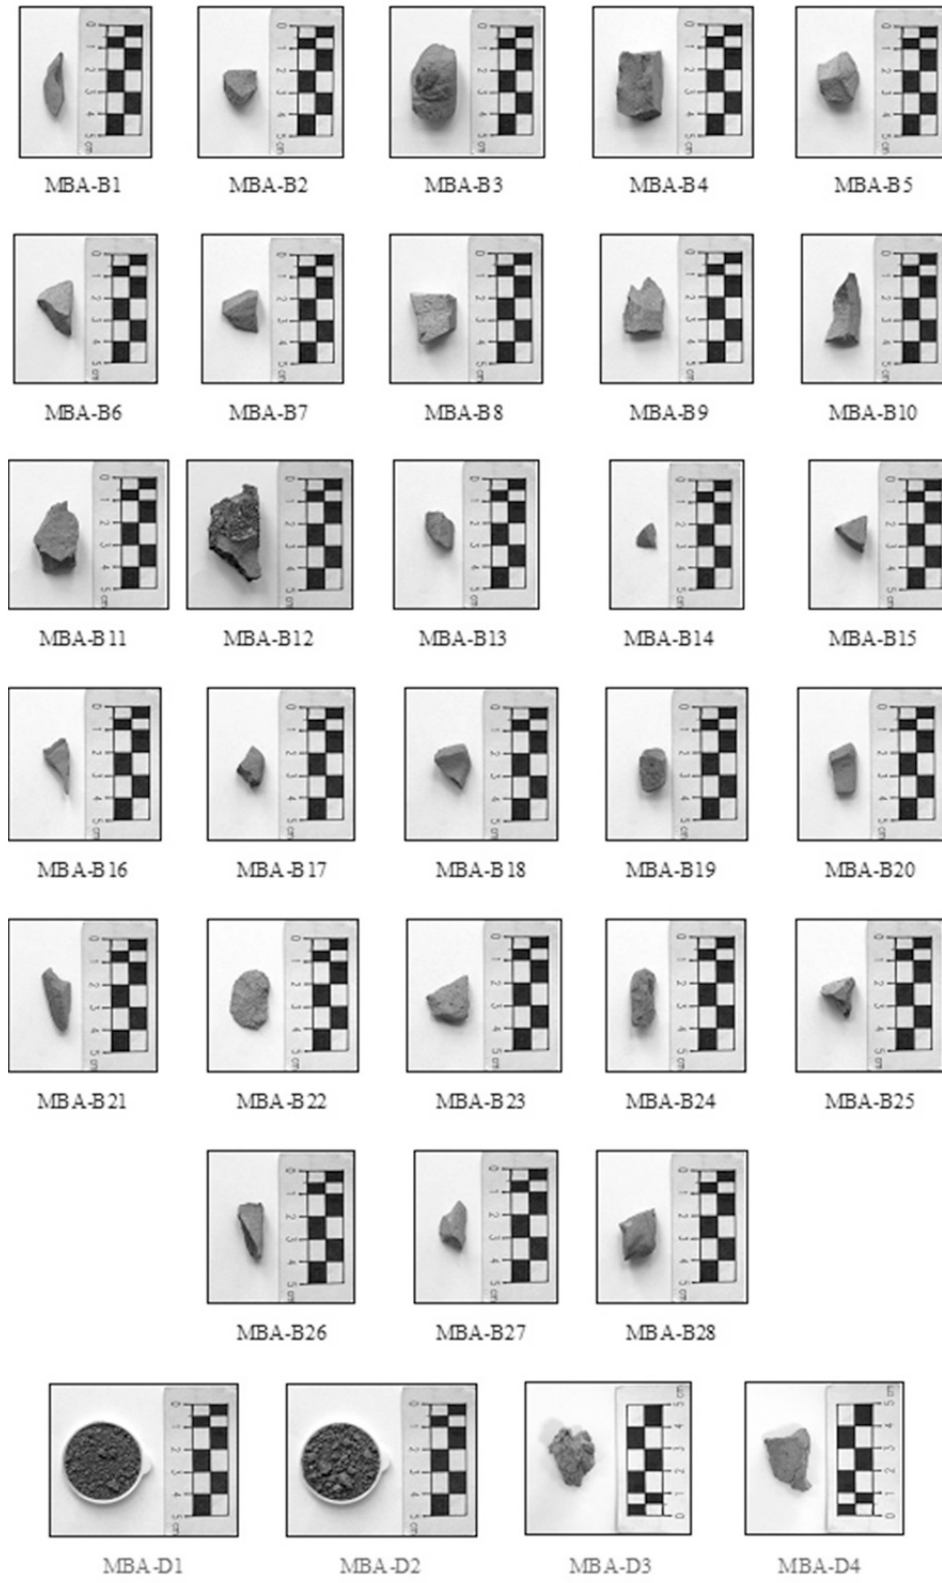 MBA-B1 MBA-B2 MBA-B3 MBA-B4 MBA-B5
MBA-B6 MBA-B7 MBA-B8 MBA-B9 MBA-B10
MBA-B11 MBA-B12 MBA-B13 MBA-B14 MBA-B15
MBA-B16 MBA-B17 MBA-B18 MBA-B19 MBA-B20
MBA-B21 MBA-B22 MBA-B23 MBA-B24 MBA-B25
MBA-B26 MBA-B27 MBA-B28
MBA-D1 MBA-D2 MBA-D3 MBA-D4